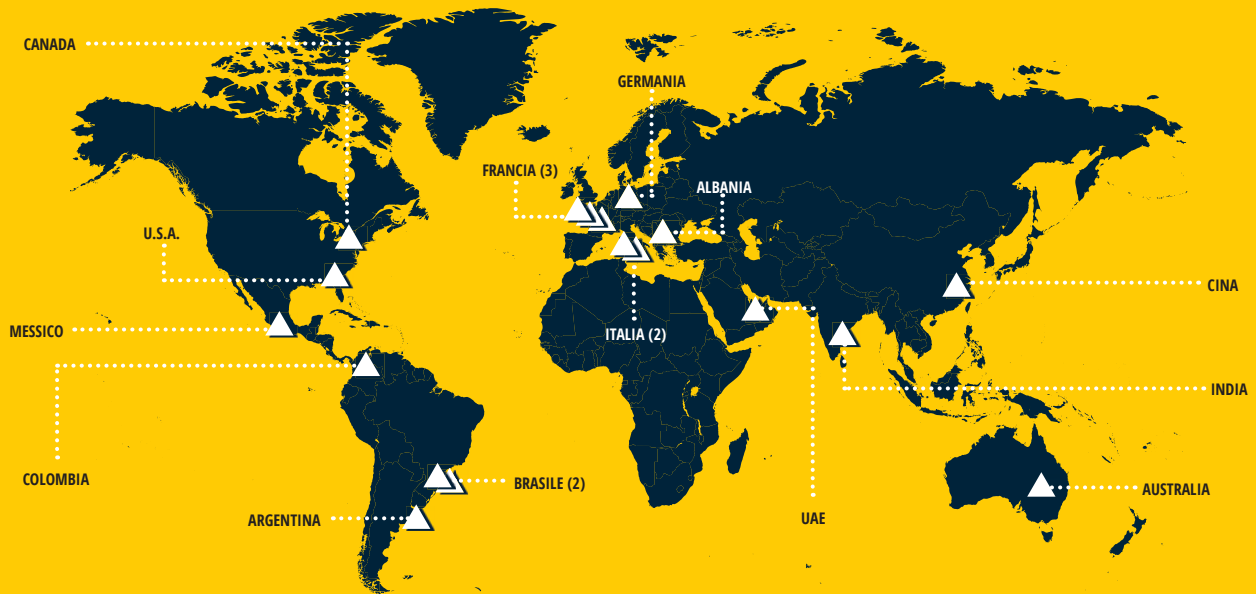 CANADA
GERMANIA
FRANCIA (3)
ALBANIA
U.S.A.
CINA
MESSICO
ITALIA (2)
INDIA
COLOMBIA
BRASILE (2)
AUSTRALIA
ARGENTINA
UAE